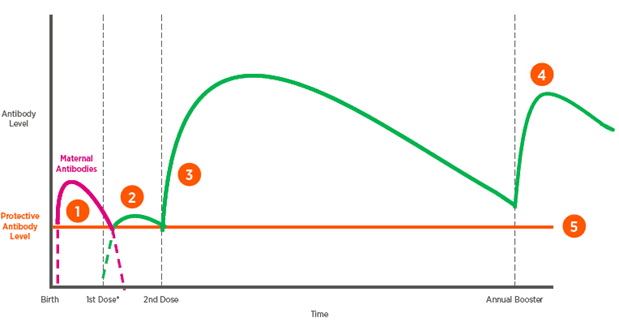 4
Antibody
Level
Maternal
Antibodies
3
2
1
Protective
Antibody
Level
5
Birth
1st Dose*
2nd Dose
Annual Booster
Time